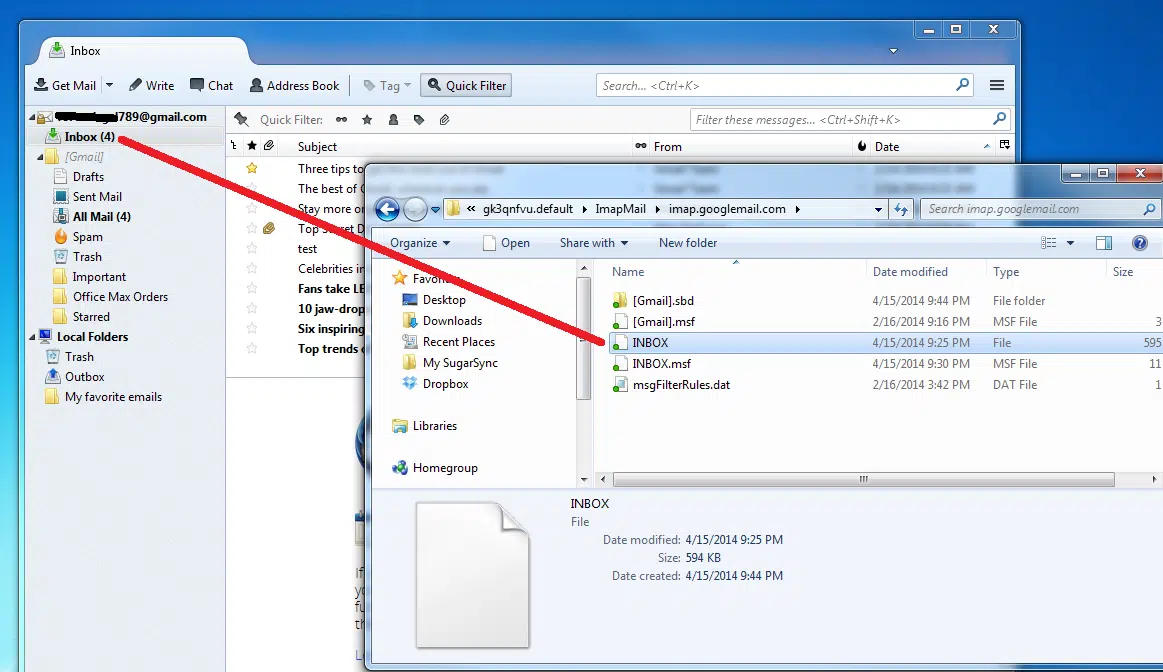 Inbox
Get Mail Write Chat Address Book Tag Quick Filter Search... <Ctrl+K>
789@gmail.com
Quick Filter: Filter these messages... <Ctrl+Shift+K>
Inbox (4)
Subject From Date
[Gmail]
Drafts
Sent Mail
All Mail (4)
Spam
Trash
Important
Office Max Orders
Starred
Local Folders
Trash
Outbox
My favorite emails
Three tips to
The best of
Stay more or
Top Secret D
test
Celebrities in
Fans take LE
10 jaw-drop
Six inspiring
Top trends
« gk3qnfvu.default ImapMail imap.googlemail.com Search imap.googlemail.com
Organize Open Share with New folder
Favorites
Desktop
Downloads
Recent Places
My SugarSync
Dropbox
Libraries
Homegroup
Name Date modified Type Size
[Gmail].sbd 4/15/2014 9:44 PM File folder
[Gmail].msf 2/16/2014 9:16 PM MSF File 3
INBOX 4/15/2014 9:25 PM File 595
INBOX.msf 4/15/2014 9:30 PM MSF File 11
msgFilterRules.dat 2/16/2014 3:42 PM DAT File 1
INBOX
File
Date modified: 4/15/2014 9:25 PM
Size: 594 KB
Date created: 4/15/2014 9:44 PM